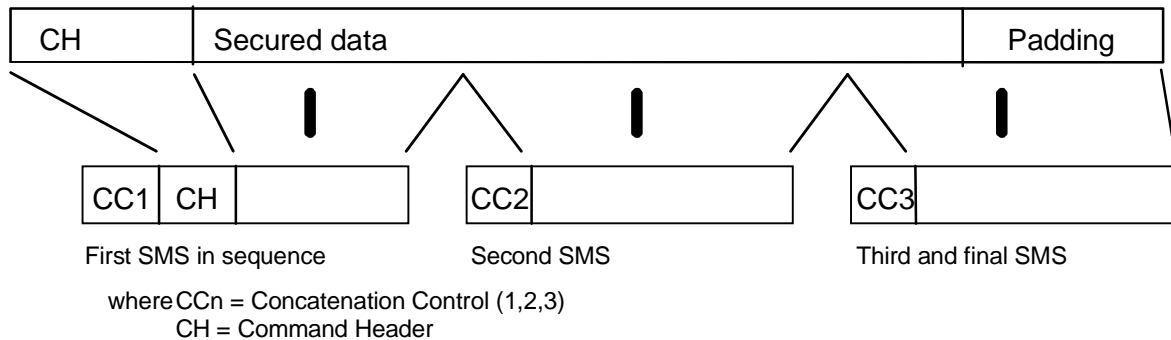 CH Secured data Padding
CC1 CH CC2 CC3
First SMS in sequence Second SMS Third and final SMS
where CCn = Concatenation Control (1,2,3)
CH = Command Header